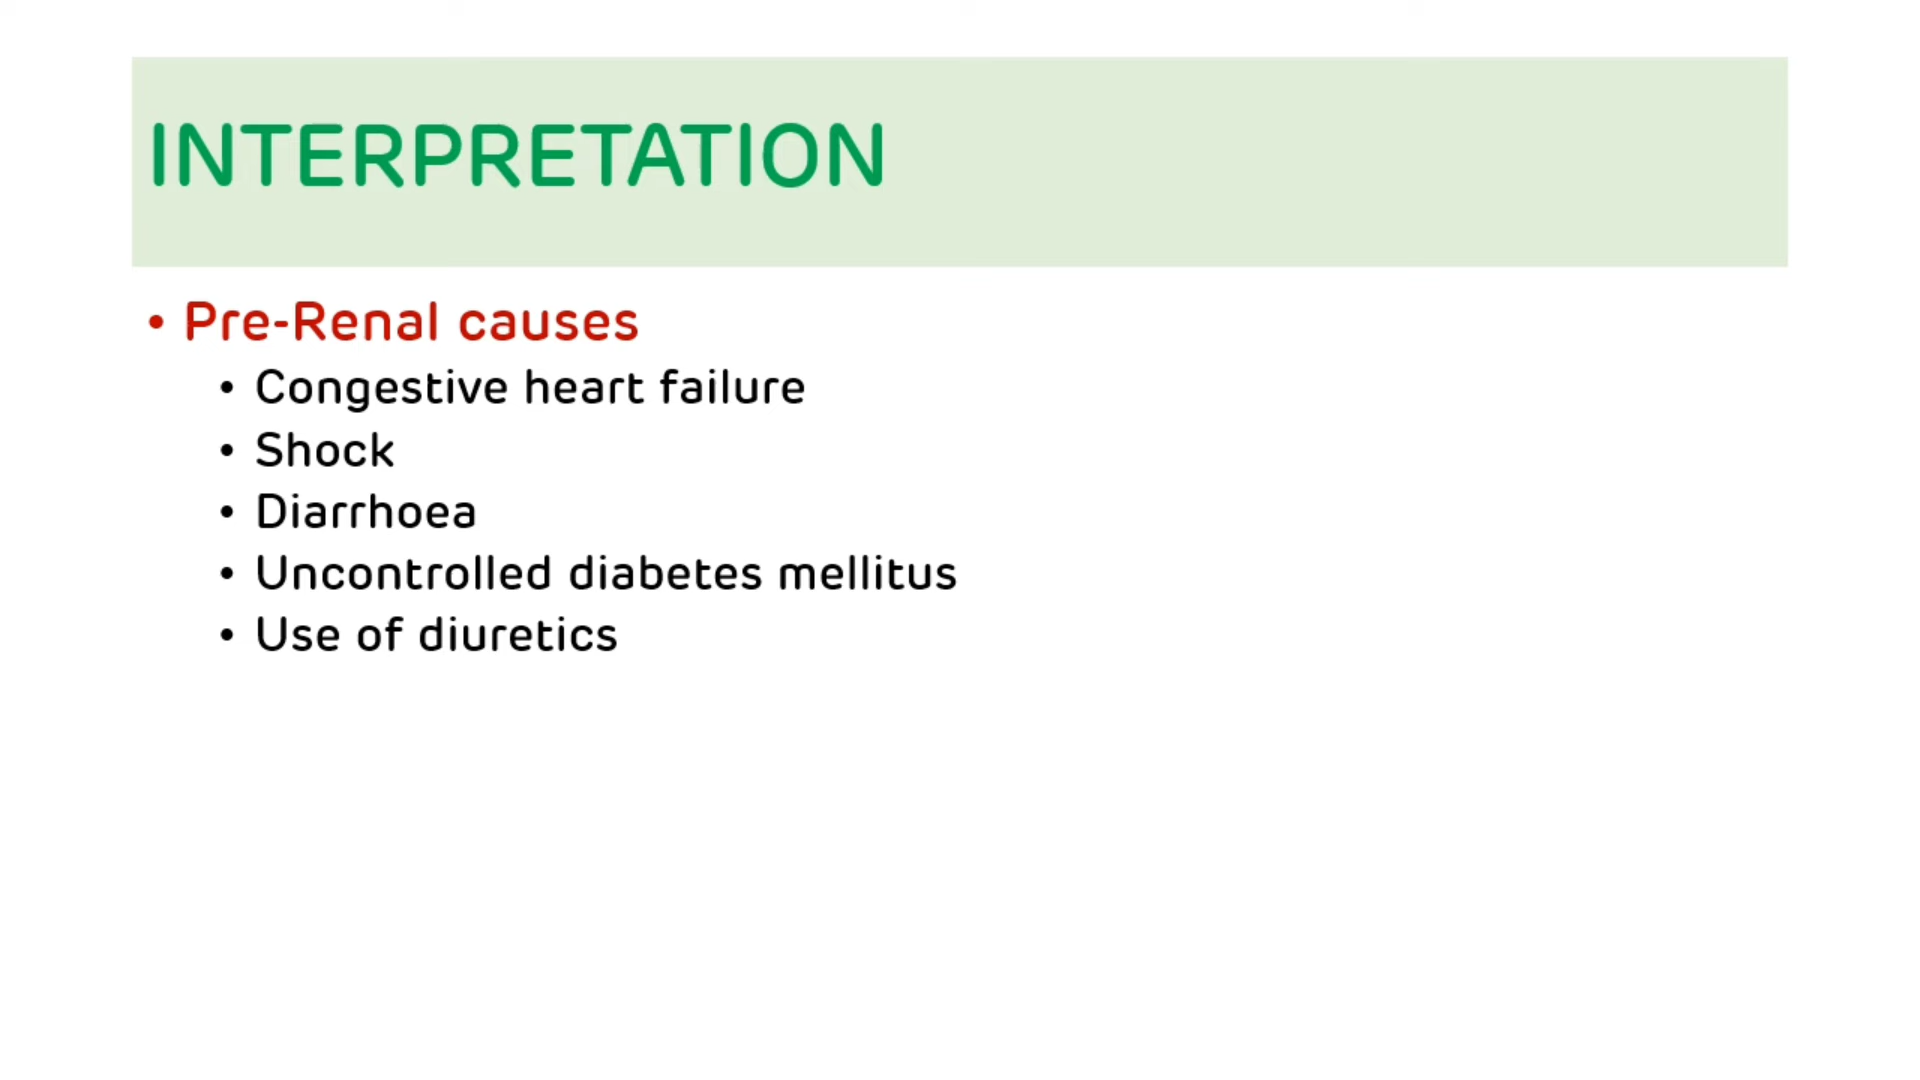 INTERPRETATION
• Pre-Renal causes
• Congestive heart failure
• Shock
• Diarrhoea
• Uncontrolled diabetes mellitus
• Use of diuretics